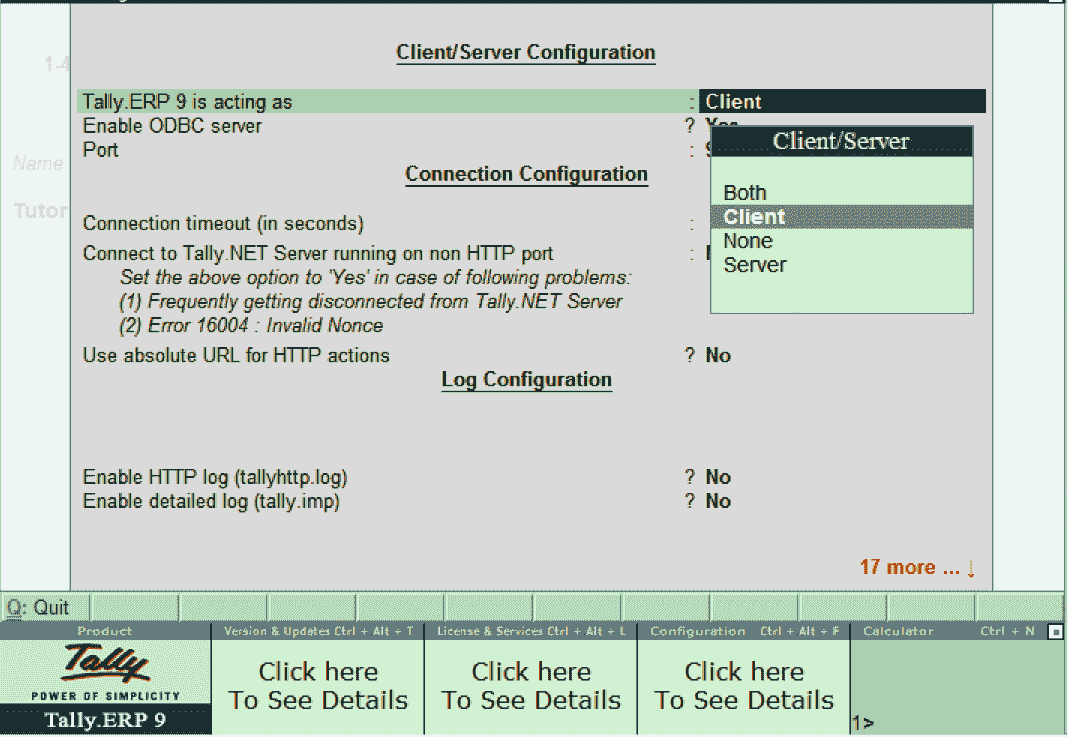 Client/Server Configuration
1-4
Tally.ERP 9 is acting as : Client
Enable ODBC server ? Yes
Client/Server
Port : 9
Name
Connection Configuration
Both
Tutor
Client
Connection timeout (in seconds) :
None
Connect to Tally.NET Server running on non HTTP port :
Server
Set the above option to 'Yes' in case of following problems:
(1) Frequently getting disconnected from Tally.NET Server
(2) Error 16004 : Invalid Nonce
Use absolute URL for HTTP actions ? No
Log Configuration
Enable HTTP log (tallyhttp.log) ? No
Enable detailed log (tally.imp) ? No
17 more ... ↓
Q: Quit
Product Version & Updates Ctrl + Alt + T License & Services Ctrl + Alt + L Configuration Ctrl + Alt + F Calculator Ctrl + N
Tally
POWER OF SIMPLICITY
Tally.ERP 9
Click here
To See Details
Click here
To See Details
Click here
To See Details
1>